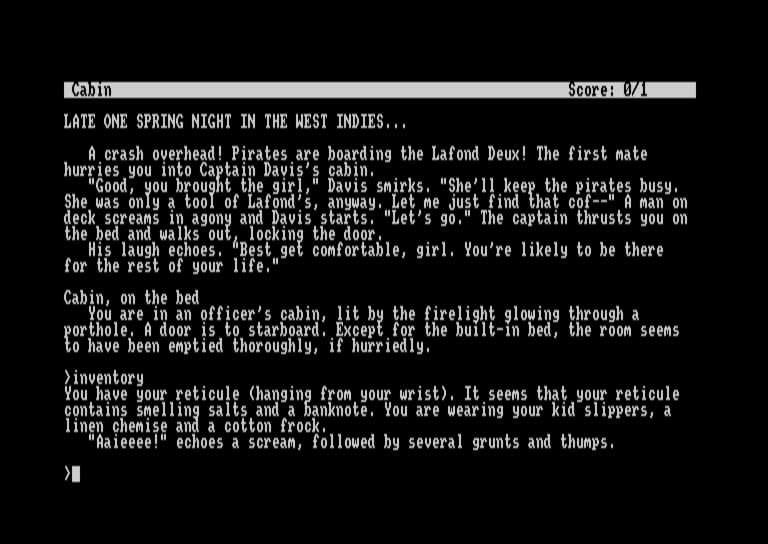 Cabin Score: 0/1
LATE ONE SPRING NIGHT IN THE WEST INDIES...
A crash overhead! Pirates are boarding the Lafond Deux! The first mate
hurries you into Captain Davis's cabin.
"Good, you brought the girl," Davis smirks. "She'll keep the pirates busy.
She was only a tool of Lafond's, anyway. Let me just find that cof--" A man on
deck screams in agony and Davis starts. "Let's go." The captain thrusts you on
the bed and walks out, locking the door.
His laugh echoes. "Best get comfortable, girl. You're likely to be there
for the rest of your life."
Cabin, on the bed
You are in an officer's cabin, lit by the firelight glowing through a
porthole. A door is to starboard. Except for the built-in bed, the room seems
to have been emptied thoroughly, if hurriedly.
>inventory
You have your reticule (hanging from your wrist). It seems that your reticule
contains smelling salts and a banknote. You are wearing your kid slippers, a
linen chemise and a cotton frock.
"Aaieeee!" echoes a scream, followed by several grunts and thumps.
>